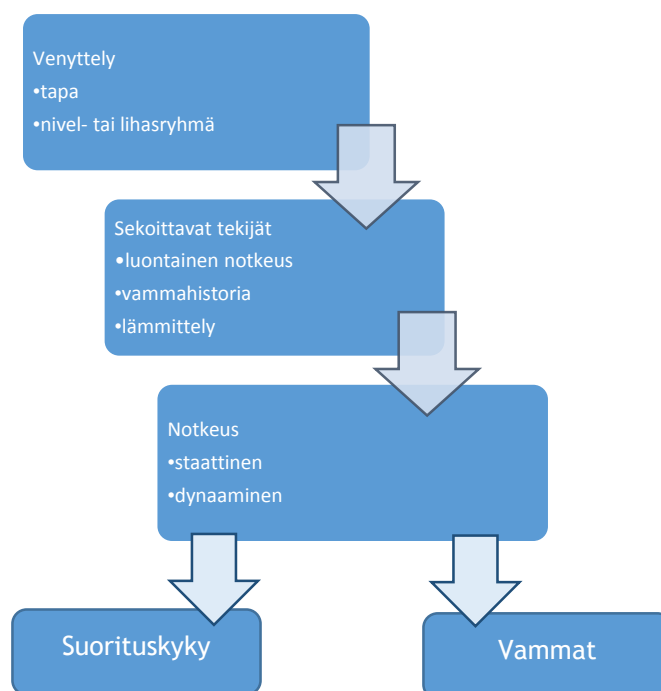 Venyttely
•tapa
•nivel- tai lihasryhmä
Sekoittavat tekijät
•luontainen notkeus
•vammahistoria
•lämmittely
Notkeus
•staattinen
•dynaaminen
Suorituskyky
Vammat